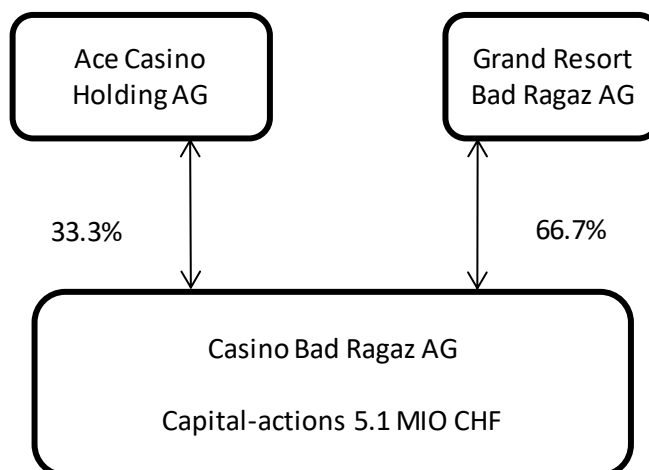 Ace Casino
Holding AG
Grand Resort
Bad Ragaz AG
33.3%
66.7%
Casino Bad Ragaz AG
Capital-actions 5.1 MIO CHF